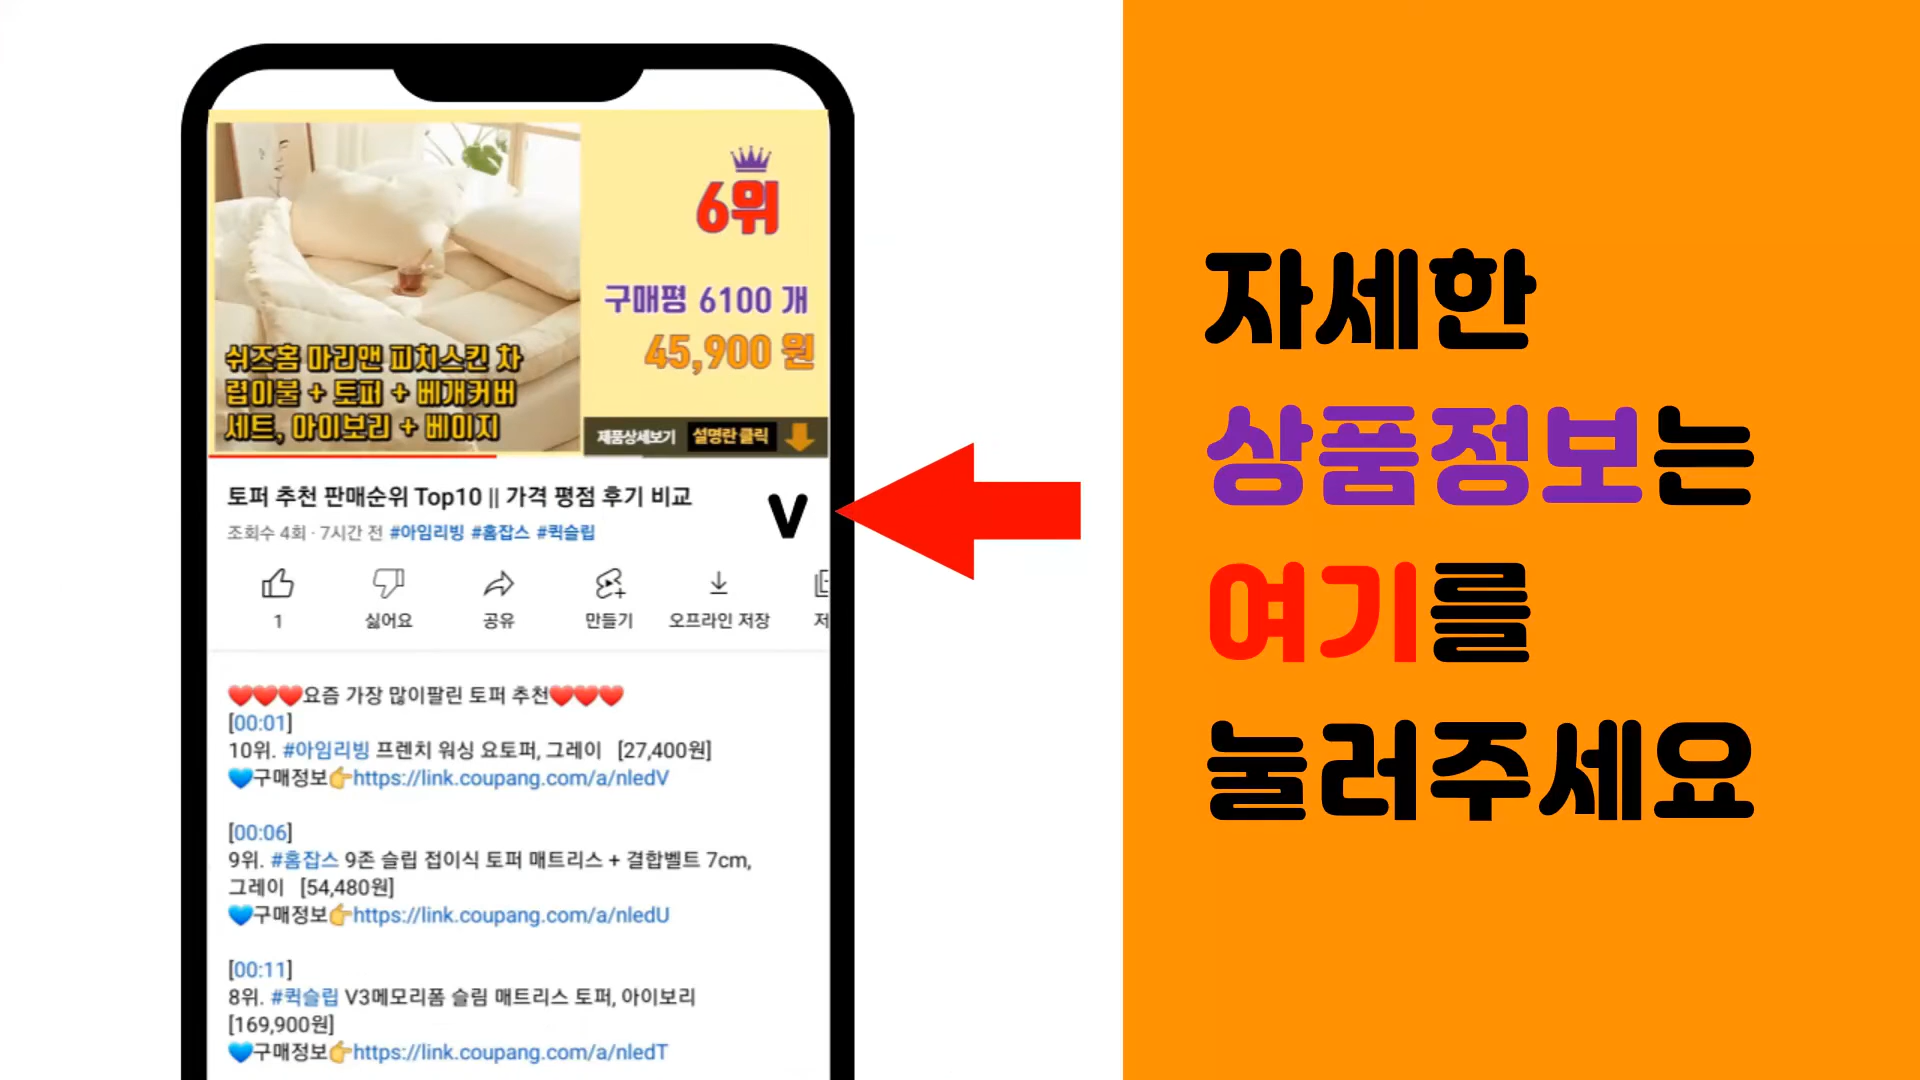 6위
구매평 6100 개
45,900 원
쉬즈홈 마리앤 피치스킨 차
렵이불 + 토퍼 + 베개커버
세트, 아이보리 + 베이지
제품상세보기 설명란 클릭
토퍼 추천 판매순위 Top10 || 가격 평점 후기 비교
V
조회수 4회 · 7시간 전 #아임리빙 #홈잡스 #퀵슬립
1 싫어요 공유 만들기 오프라인 저장 저
❤️❤️❤️요즘 가장 많이팔린 토퍼 추천❤️❤️❤️
[00:01]
10위. #아임리빙 프렌치 워싱 요토퍼, 그레이 [27,400원]
💙구매정보👉https://link.coupang.com/a/nledV
[00:06]
9위. #홈잡스 9존 슬립 접이식 토퍼 매트리스 + 결합벨트 7cm,
그레이 [54,480원]
💙구매정보👉https://link.coupang.com/a/nledU
[00:11]
8위. #퀵슬립 V3메모리폼 슬림 매트리스 토퍼, 아이보리
[169,900원]
💙구매정보👉https://link.coupang.com/a/nledT
자세한
상품정보는
여기를
눌러주세요